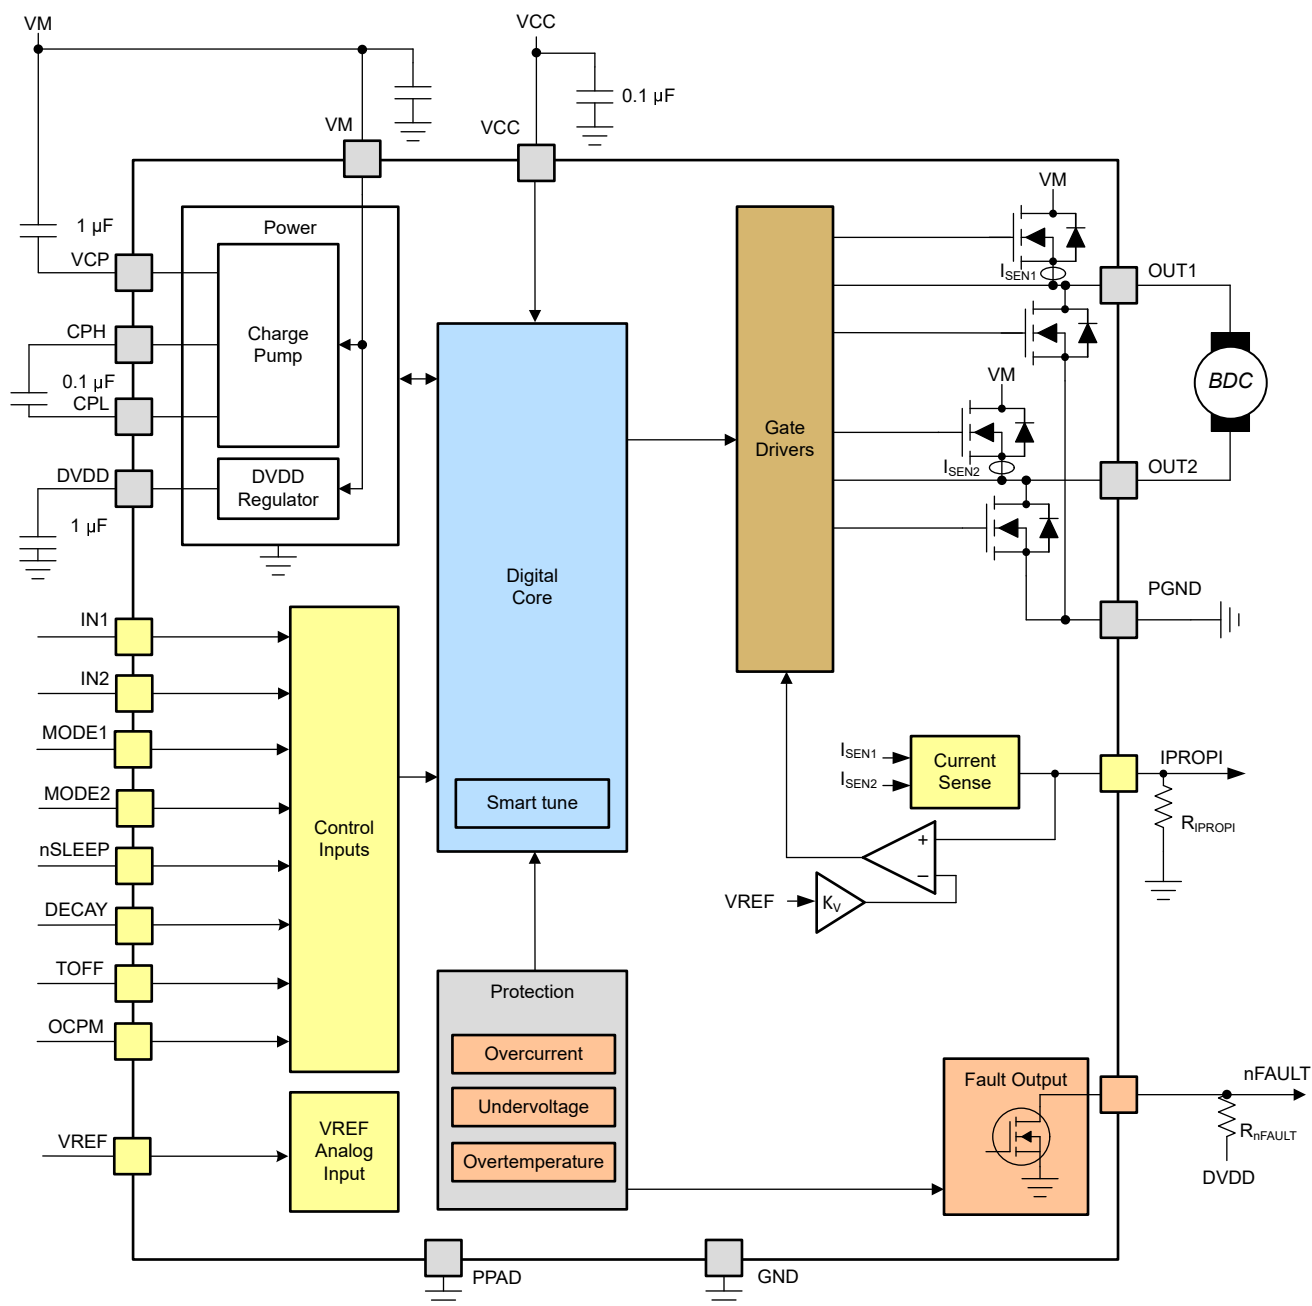 VM
VCC
0.1 µF
VM
VCC
1 µF
Power
VCP
Charge
Pump
CPH
0.1 µF
CPL
DVDD
DVDD
Regulator
1 µF
Digital
Core
Smart tune
Gate
Drivers
VM
ISEN1
OUT1
VM
BDC
ISEN2
OUT2
PGND
IN1
IN2
MODE1
MODE2
nSLEEP
DECAY
TOFF
OCPM
Control
Inputs
VREF
VREF
Analog
Input
ISEN1
ISEN2
Current
Sense
IPROPI
RIPROPI
+
−
VREF
KV
Protection
Overcurrent
Undervoltage
Overtemperature
Fault Output
nFAULT
RnFAULT
DVDD
PPAD
GND